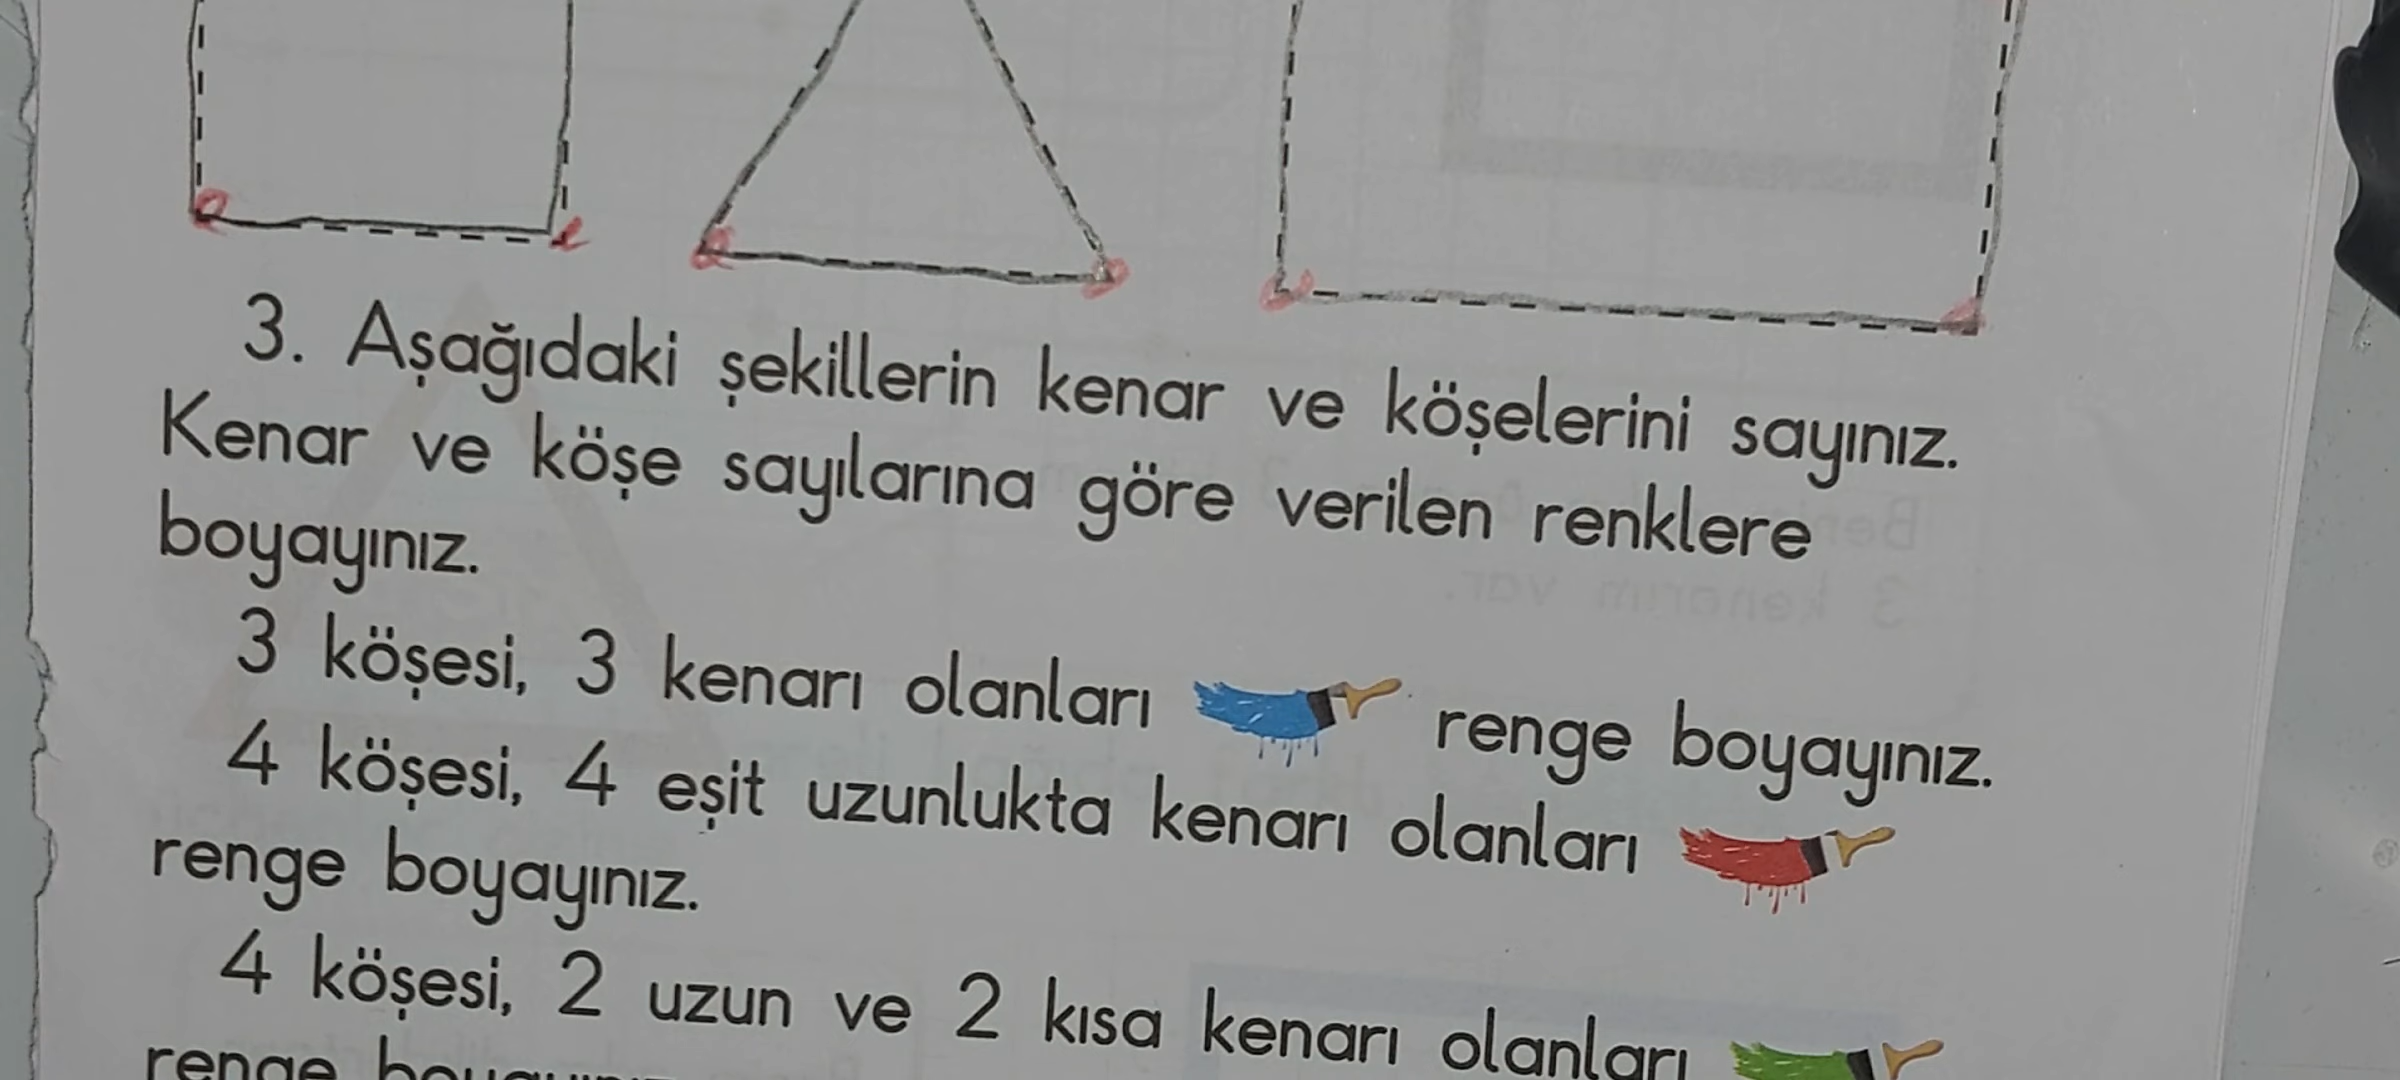 3. Aşağıdaki şekillerin kenar ve köşelerini sayınız.
Kenar ve köşe sayılarına göre verilen renklere
boyayınız.
3 köşesi, 3 kenarı olanları renge boyayınız.
4 köşesi, 4 eşit uzunlukta kenarı olanları
renge boyayınız.
4 köşesi, 2 uzun ve 2 kısa kenarı olanları
renge